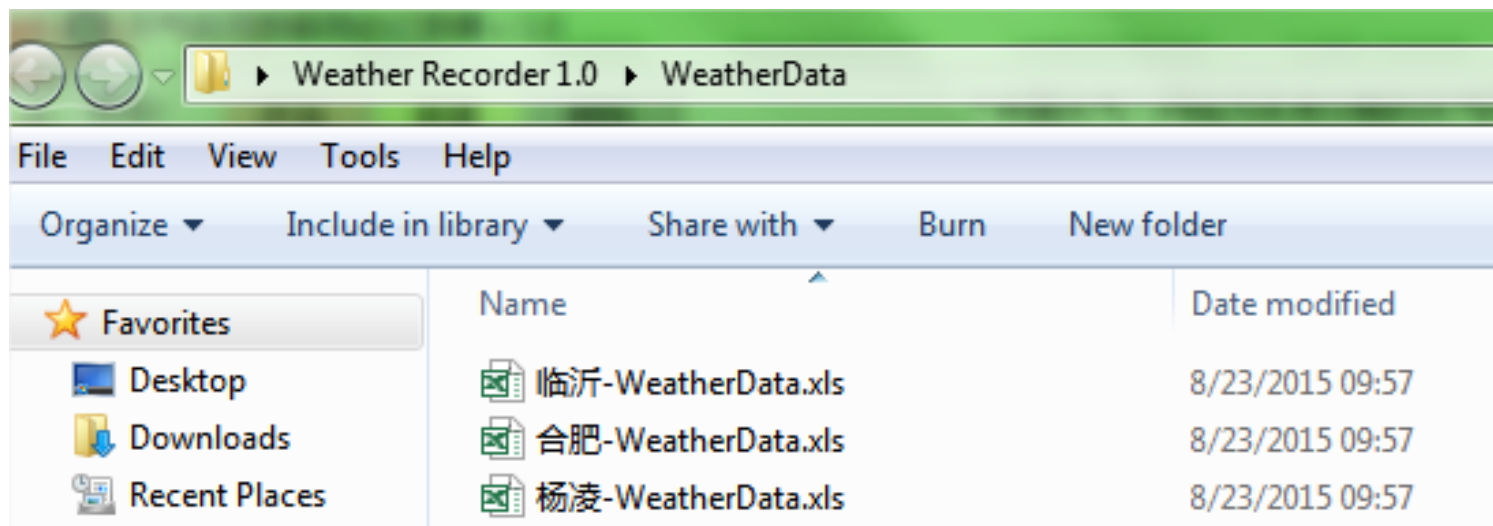 Weather Recorder 1.0 WeatherData
File Edit View Tools Help
Organize Include in library Share with Burn New folder
Favorites
Desktop
Downloads
Recent Places
Name Date modified
临沂-WeatherData.xls 8/23/2015 09:57
合肥-WeatherData.xls 8/23/2015 09:57
杨凌-WeatherData.xls 8/23/2015 09:57